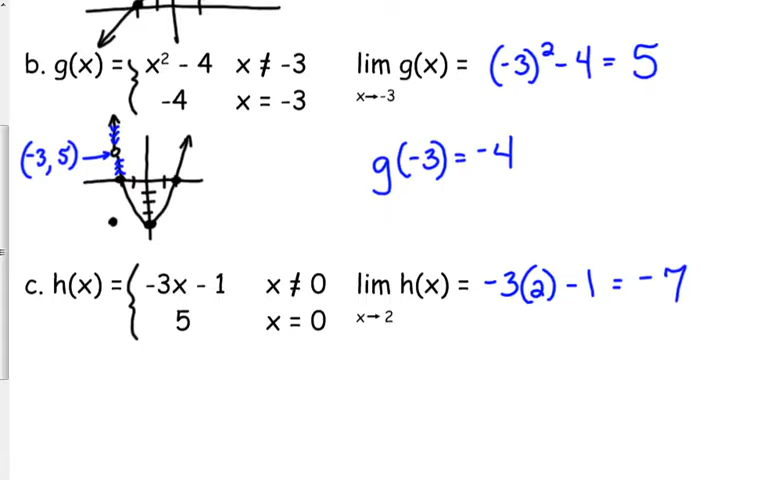 b. g(x) = { x² - 4 x ≠ -3 lim g(x) = (-3)² - 4 = 5
-4 x = -3 x→-3
(-3, 5) g(-3) = -4
c. h(x) = { -3x - 1 x ≠ 0 lim h(x) = -3(2) - 1 = -7
5 x = 0 x→2